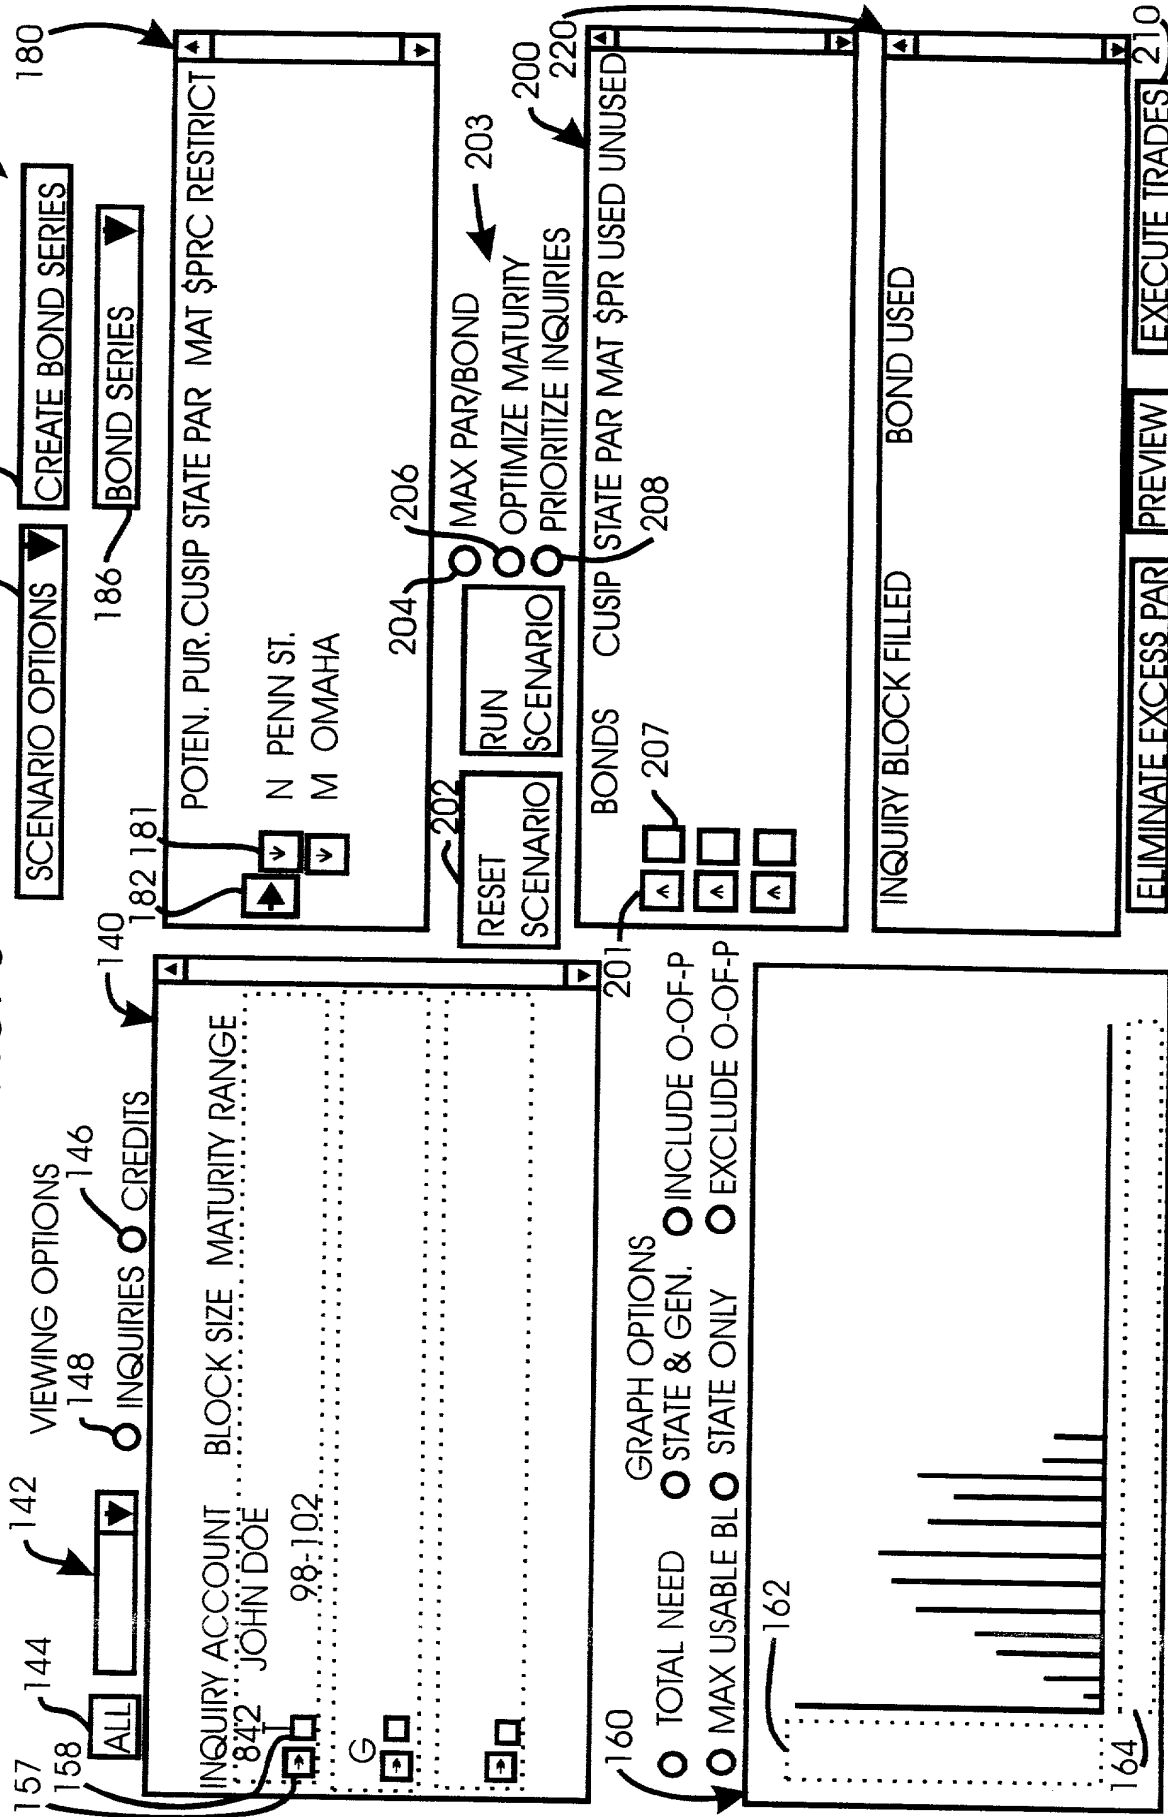 VIEWING OPTIONS
157
158
144
ALL
142
148
INQUIRIES
146
CREDITS
140
INQUIRY ACCOUNT BLOCK SIZE MATURITY RANGE
842 JOHN DOE
98-102
G
160
GRAPH OPTIONS
TOTAL NEED
STATE & GEN.
INCLUDE O-OF-P
MAX USABLE BL
STATE ONLY
EXCLUDE O-OF-P
162
164
SCENARIO OPTIONS
CREATE BOND SERIES
180
186
BOND SERIES
182
181
POTEN. PUR. CUSIP STATE PAR MAT $PRC RESTRICT
N PENN ST.
M OMAHA
202
RESET
SCENARIO
RUN
SCENARIO
204
MAX PAR/BOND
206
OPTIMIZE MATURITY
203
PRIORITIZE INQUIRIES
208
200
220
201
BONDS CUSIP STATE PAR MAT $PR USED UNUSED
207
INQUIRY BLOCK FILLED BOND USED
ELIMINATE EXCESS PAR
PREVIEW
EXECUTE TRADES
210